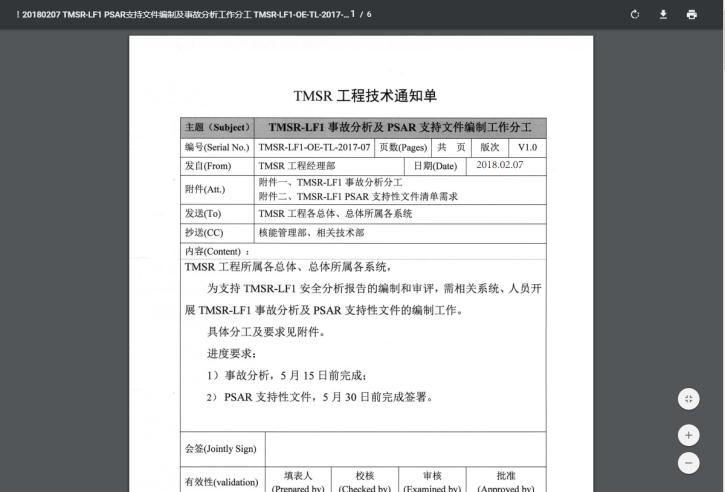 ! 20180207 TMSR-LF1 PSAR支持文件编制及事故分析工作分工 TMSR-LF1-OE-TL-2017-... 1 / 6
TMSR 工程技术通知单
主题（Subject） TMSR-LF1 事故分析及 PSAR 支持文件编制工作分工
编号(Serial No.) TMSR-LF1-OE-TL-2017-07 页数(Pages) 共 页 版次 V1.0
发自(From) TMSR 工程经理部 日期(Date) 2018.02.07
附件(Att.) 附件一、TMSR-LF1 事故分析分工
附件二、TMSR-LF1 PSAR 支持性文件清单需求
发送(To) TMSR 工程各总体、总体所属各系统
抄送(CC) 核能管理部、相关技术部
内容(Content)：
TMSR 工程所属各总体、总体所属各系统，
为支持 TMSR-LF1 安全分析报告的编制和审评，需相关系统、人员开
展 TMSR-LF1 事故分析及 PSAR 支持性文件的编制工作。
具体分工及要求见附件。
进度要求：
1）事故分析，5 月 15 日前完成；
2）PSAR 支持性文件，5 月 30 日前完成签署。
会签(Jointly Sign)
有效性(validation) 填表人 校核 审核 批准
(Prepared by) (Checked by) (Examined by) (Approved by)